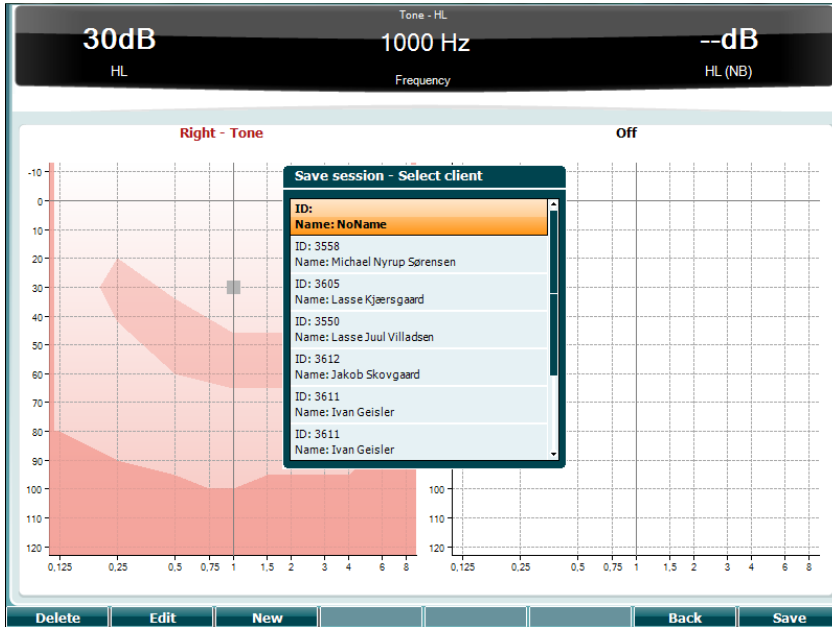 Tone - HL
30dB
1000 Hz
--dB
HL
Frequency
HL (NB)
Right - Tone
Off
Save session - Select client
ID:
Name: NoName
ID: 3558
Name: Michael Nyrup Sørensen
ID: 3605
Name: Lasse Kjærsgaard
ID: 3550
Name: Lasse Juul Villadsen
ID: 3612
Name: Jakob Skovgaard
ID: 3611
Name: Ivan Geisler
ID: 3611
Name: Ivan Geisler
-10
0
10
20
30
40
50
60
70
80
90
100
110
120
100
110
120
0,125 0,25 0,5 0,75 1 1,5 2 3 4 6 8
0,125 0,25 0,5 0,75 1 1,5 2 3 4 6 8
Delete Edit New Back Save